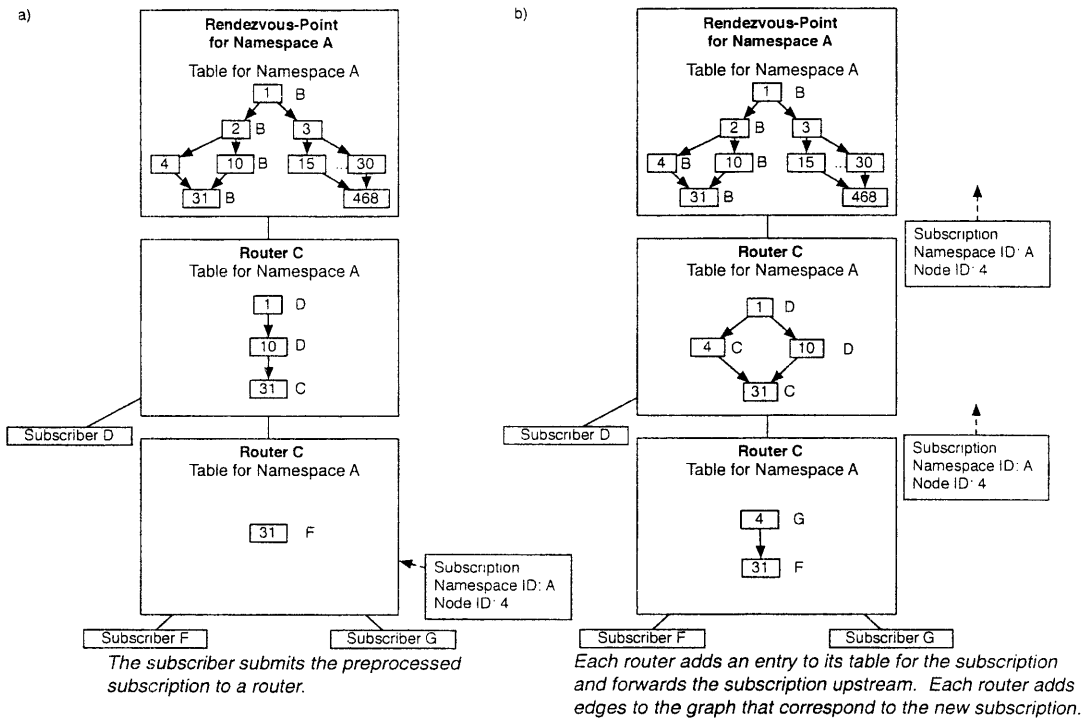 a)
Rendezvous-Point
for Namespace A
Table for Namespace A
1 B
2 B 3
4 10 B 15 ... 30
31 B 468
Router C
Table for Namespace A
1 D
10 D
31 C
Subscriber D
Router C
Table for Namespace A
31 F
Subscription
Namespace ID: A
Node ID: 4
Subscriber F
Subscriber G
The subscriber submits the preprocessed
subscription to a router.
b)
Rendezvous-Point
for Namespace A
Table for Namespace A
1 B
2 B 3
4 B 10 B 15 ... 30
31 B 468
Subscription
Namespace ID: A
Node ID: 4
Router C
Table for Namespace A
1 D
4 C 10 D
31 C
Subscriber D
Subscription
Namespace ID: A
Node ID: 4
Router C
Table for Namespace A
4 G
31 F
Subscriber F
Subscriber G
Each router adds an entry to its table for the subscription
and forwards the subscription upstream. Each router adds
edges to the graph that correspond to the new subscription.